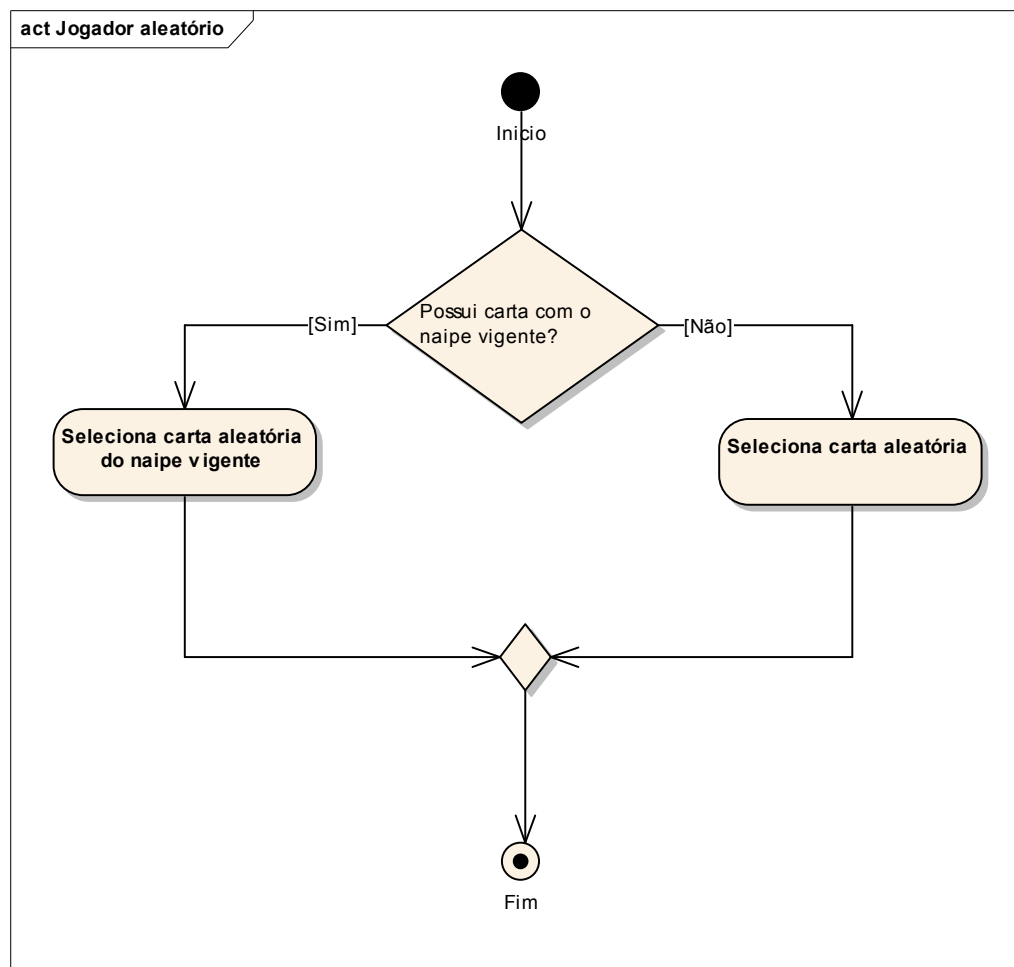 act Jogador aleatório
Inicio
Possui carta com o
naipe vigente?
[Sim]
[Não]
Seleciona carta aleatória
do naipe vigente
Seleciona carta aleatória
Fim